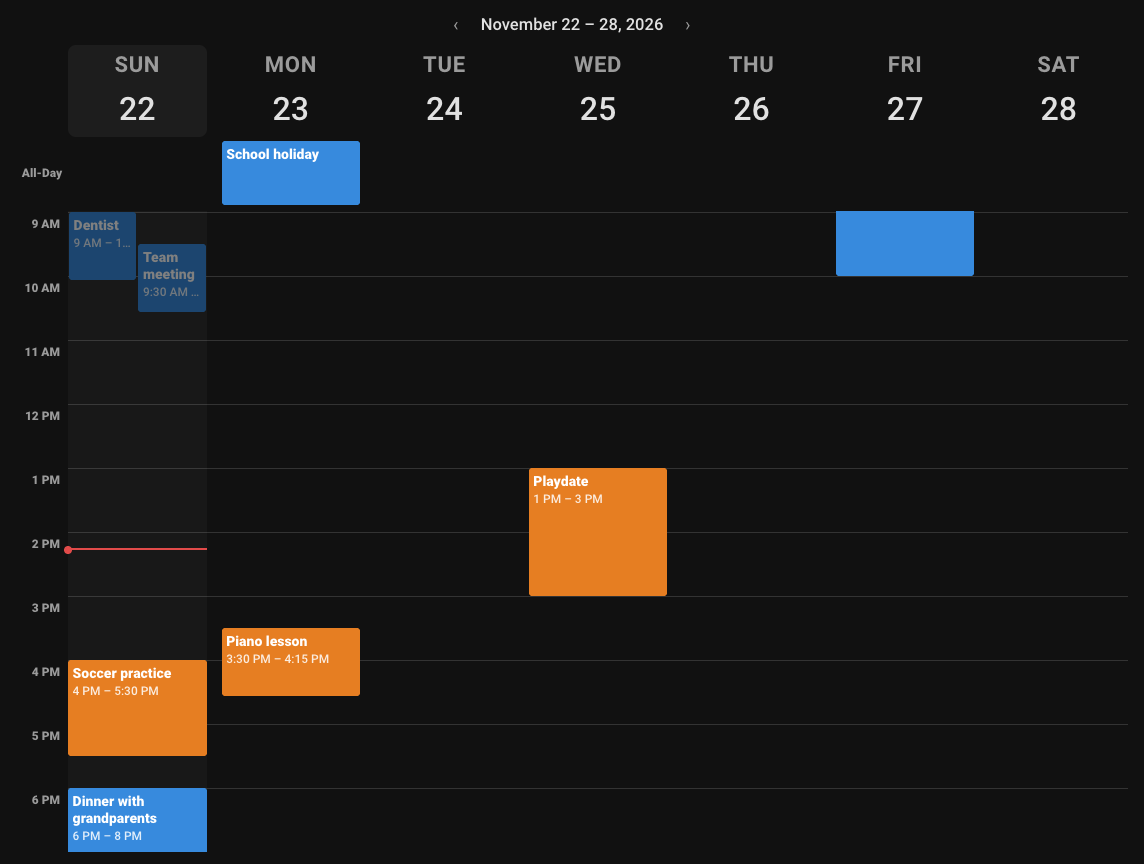 ‹ November 22 – 28, 2026 ›
SUN MON TUE WED THU FRI SAT
22 23 24 25 26 27 28
All-Day
School holiday
9 AM
Dentist
9 AM – 1...
Team
meeting
9:30 AM ...
10 AM
11 AM
12 PM
1 PM
Playdate
1 PM – 3 PM
2 PM
3 PM
Piano lesson
3:30 PM – 4:15 PM
4 PM
Soccer practice
4 PM – 5:30 PM
5 PM
6 PM
Dinner with
grandparents
6 PM – 8 PM